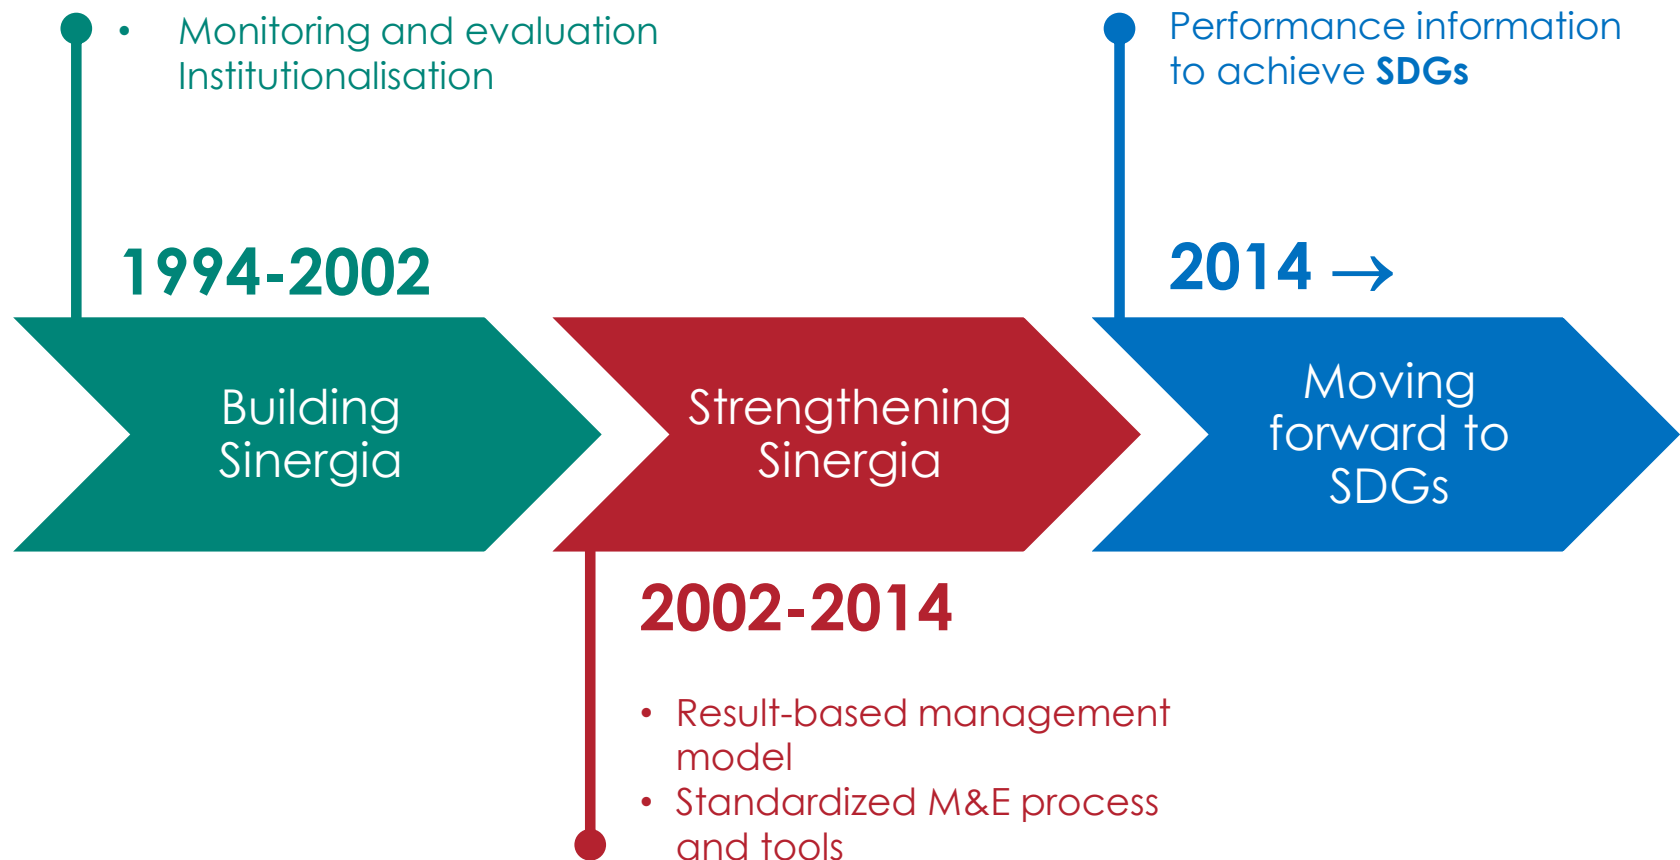 • Monitoring and evaluation
Institutionalisation
1994-2002
Building
Sinergia
Strengthening
Sinergia
2002-2014
• Result-based management
model
• Standardized M&E process
and tools
Performance information
to achieve SDGs
2014 →
Moving
forward to
SDGs